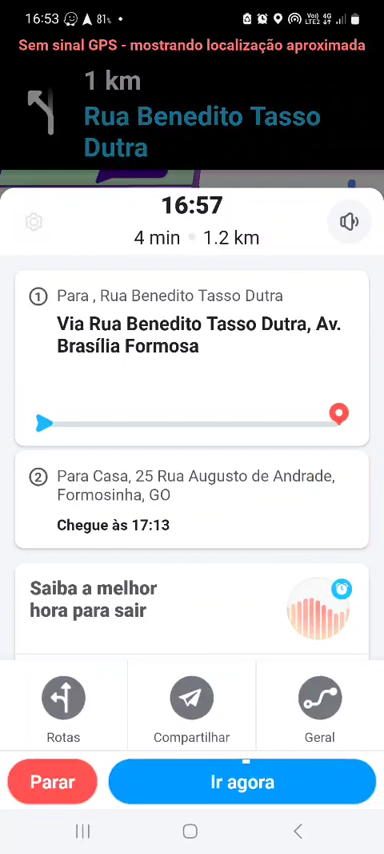 16:53 81%
Voi) 4G
LTE2
Sem sinal GPS - mostrando localização aproximada
1 km
Rua Benedito Tasso
Dutra
16:57
4 min 1.2 km
1 Para , Rua Benedito Tasso Dutra
Via Rua Benedito Tasso Dutra, Av.
Brasília Formosa
2 Para Casa, 25 Rua Augusto de Andrade,
Formosinha, GO
Chegue às 17:13
Saiba a melhor
hora para sair
Rotas Compartilhar Geral
Parar Ir agora